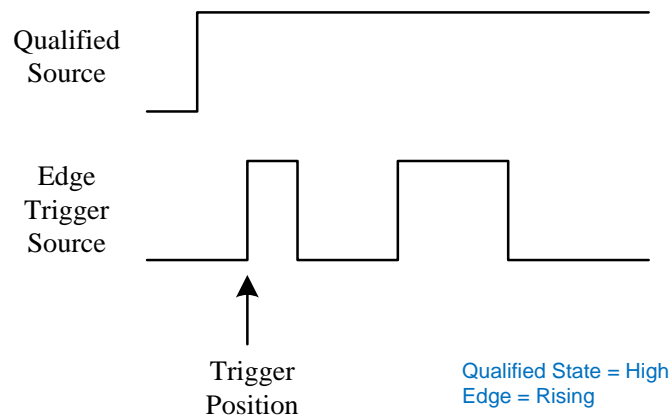 Qualified
Source
Edge
Trigger
Source
Trigger
Position
Qualified State = High
Edge = Rising